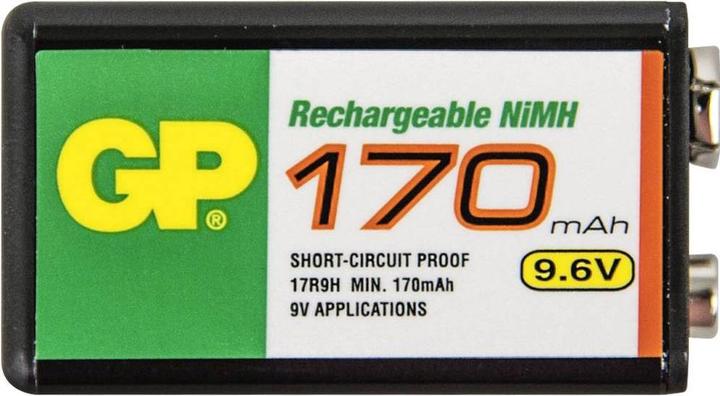 GP®
Rechargeable NiMH
170 mAh
SHORT-CIRCUIT PROOF
17R9H MIN. 170mAh
9V APPLICATIONS
9.6V